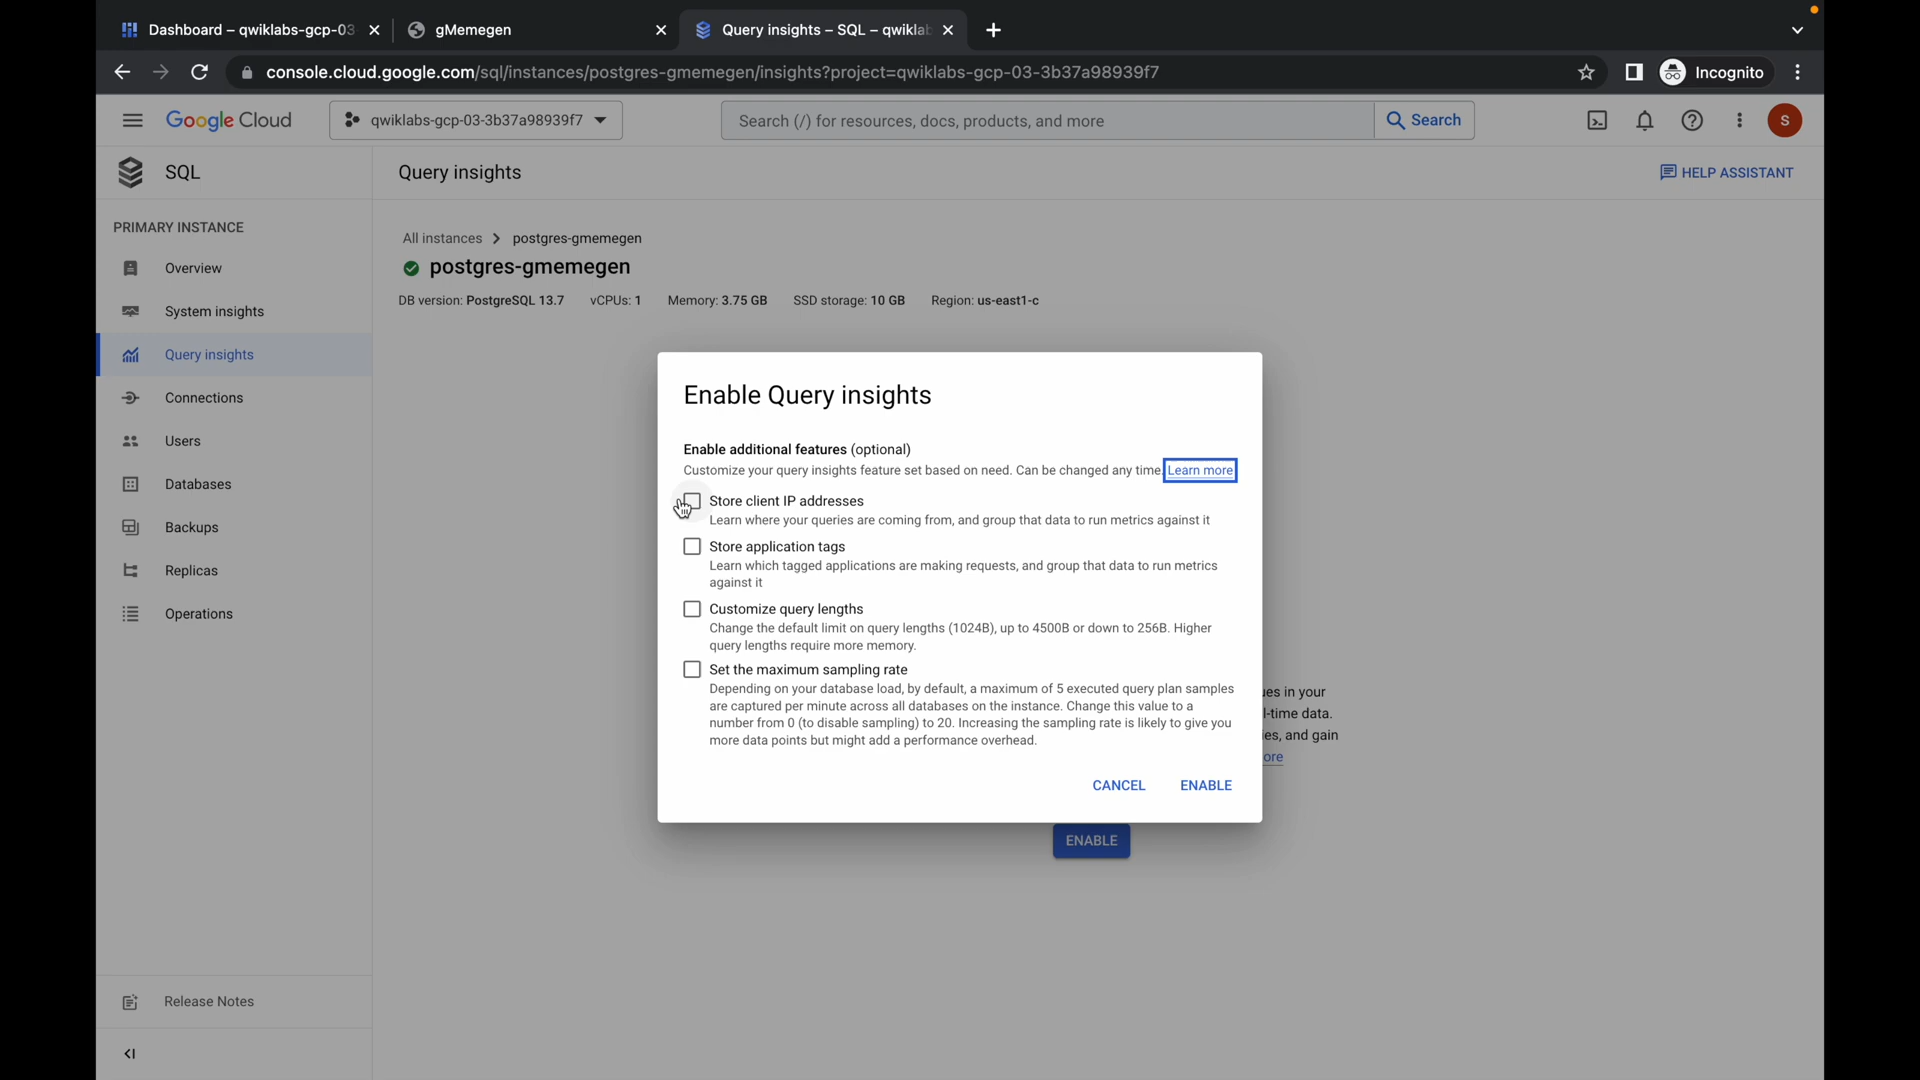 Dashboard – qwiklabs-gcp-03-
gMemegen
Query insights – SQL – qwiklab
console.cloud.google.com/sql/instances/postgres-gmemegen/insights?project=qwiklabs-gcp-03-3b37a98939f7
Incognito
Google Cloud
qwiklabs-gcp-03-3b37a98939f7
Search (/) for resources, docs, products, and more
Search
S
SQL
Query insights
HELP ASSISTANT
PRIMARY INSTANCE
Overview
System insights
Query insights
Connections
Users
Databases
Backups
Replicas
Operations
Release Notes
All instances
postgres-gmemegen
postgres-gmemegen
DB version: PostgreSQL 13.7 vCPUs: 1 Memory: 3.75 GB SSD storage: 10 GB Region: us-east1-c
Enable Query insights
Enable additional features (optional)
Customize your query insights feature set based on need. Can be changed any time. Learn more
Store client IP addresses
Learn where your queries are coming from, and group that data to run metrics against it
Store application tags
Learn which tagged applications are making requests, and group that data to run metrics
against it
Customize query lengths
Change the default limit on query lengths (1024B), up to 4500B or down to 256B. Higher
query lengths require more memory.
Set the maximum sampling rate
Depending on your database load, by default, a maximum of 5 executed query plan samples
are captured per minute across all databases on the instance. Change this value to a
number from 0 (to disable sampling) to 20. Increasing the sampling rate is likely to give you
more data points but might add a performance overhead.
CANCEL
ENABLE
ues in your
l-time data.
ies, and gain
ore
ENABLE